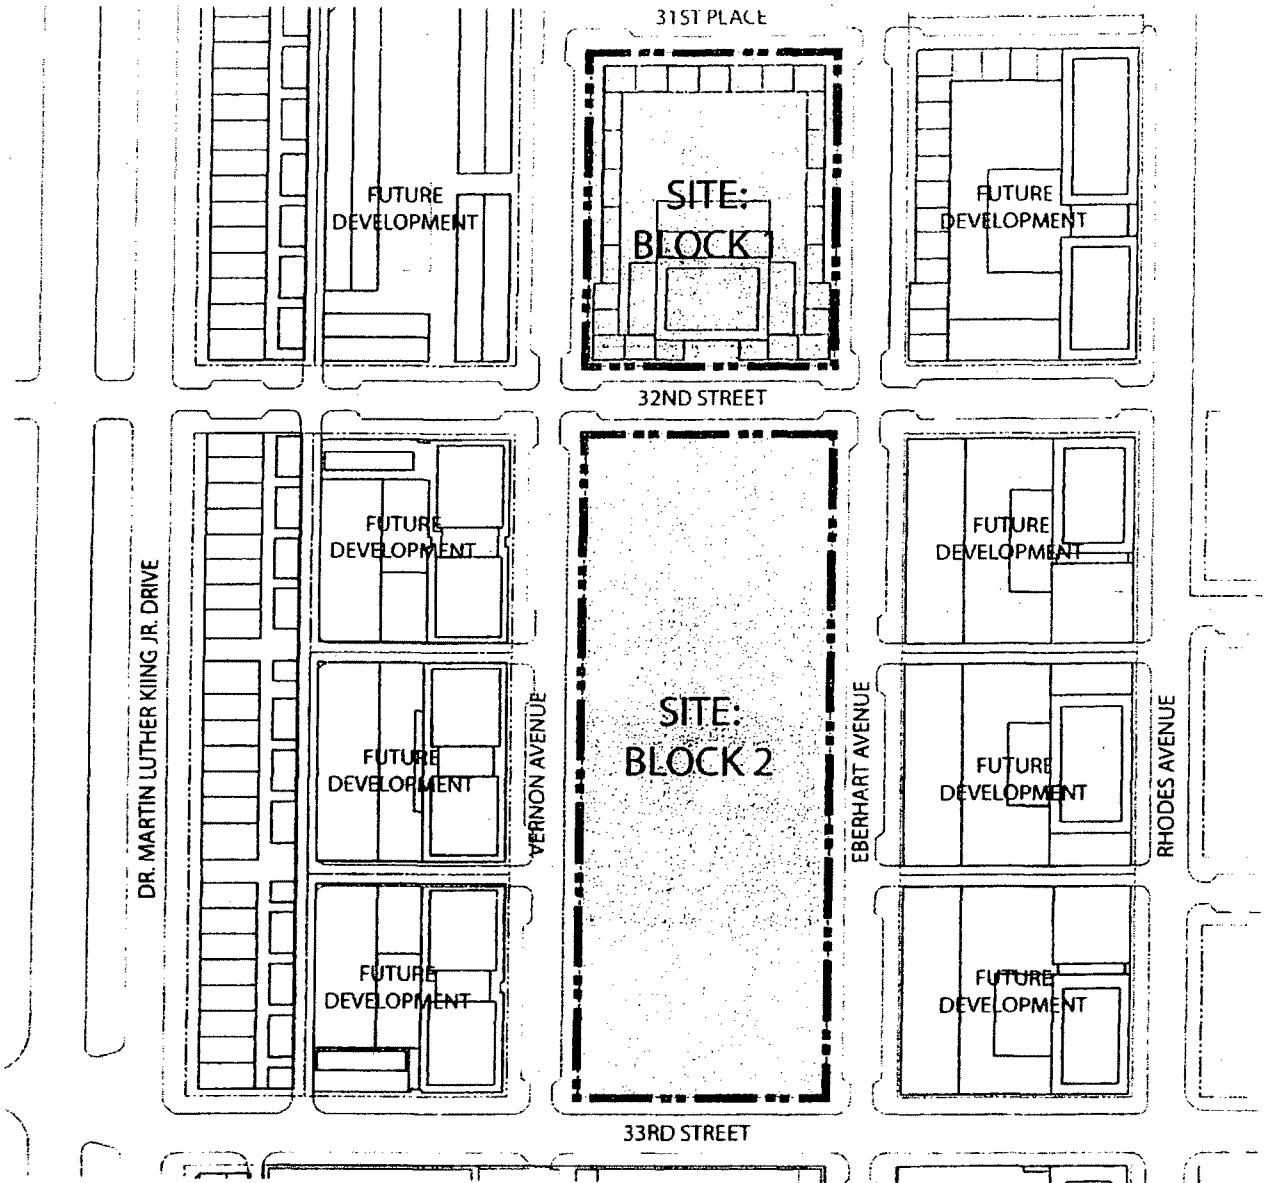 31ST PLACE
FUTURE
DEVELOPMENT
SITE:
BLOCK 1
FUTURE
DEVELOPMENT
32ND STREET
FUTURE
DEVELOPMENT
FUTURE
DEVELOPMENT
DR. MARTIN LUTHER KIING JR. DRIVE
VERNON AVENUE
SITE:
BLOCK 2
EBERHART AVENUE
RHODES AVENUE
FUTURE
DEVELOPMENT
FUTURE
DEVELOPMENT
FUTURE
DEVELOPMENT
FUTURE
DEVELOPMENT
33RD STREET